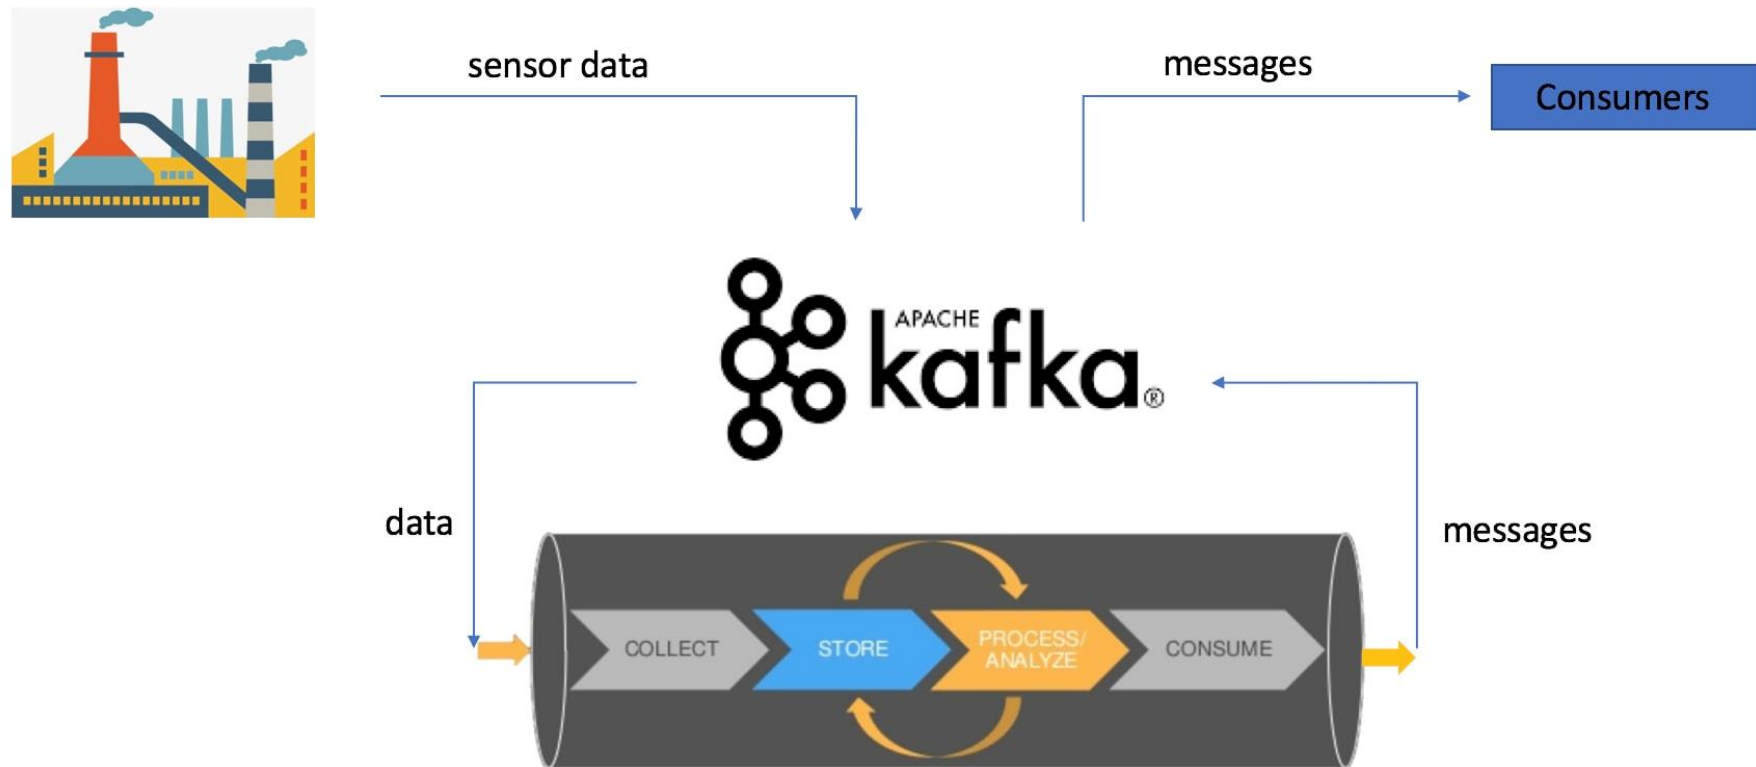 sensor data
messages
Consumers
APACHE
kafka®
data
messages
COLLECT
STORE
PROCESS/
ANALYZE
CONSUME